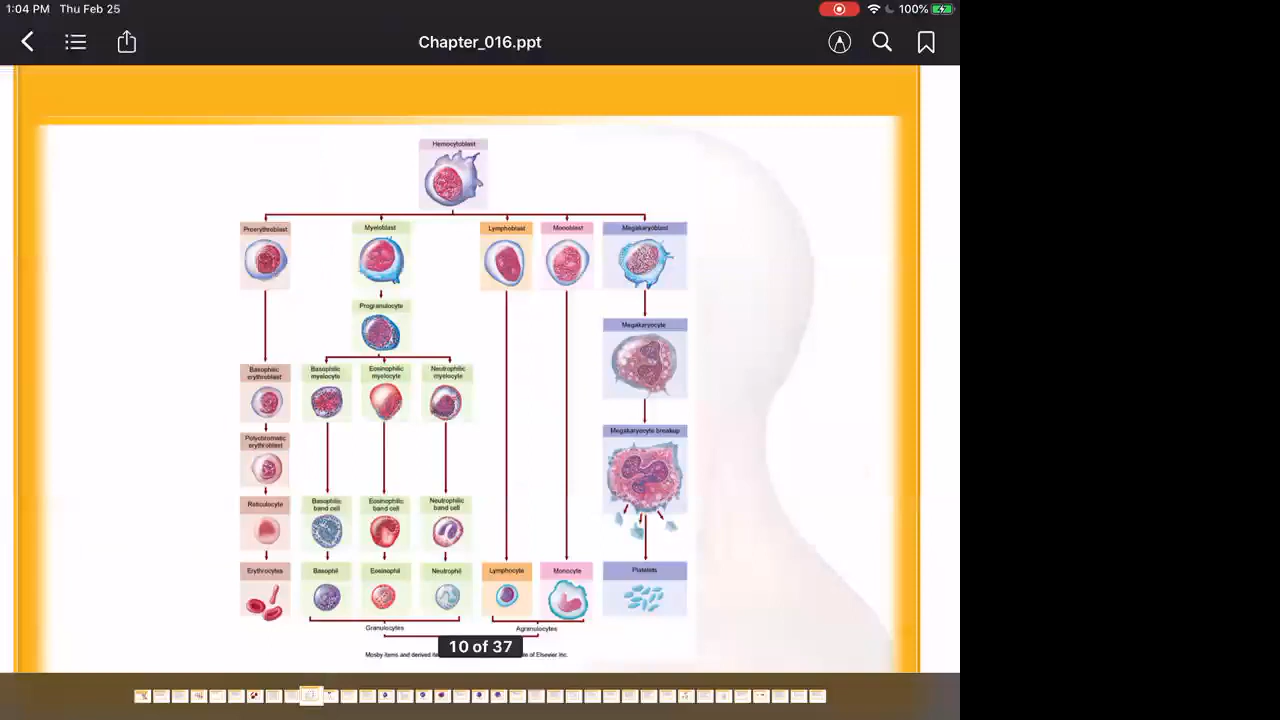 1:04 PM Thu Feb 25
100%
Chapter_016.ppt
Hemocytoblast
Proerythroblast
Myeloblast
Lymphoblast
Monoblast
Megakaryoblast
Progranulocyte
Megakaryocyte
Basophilic
erythroblast
Basophilic
myelocyte
Eosinophilic
myelocyte
Neutrophilic
myelocyte
Megakaryocyte breakup
Polychromatic
erythroblast
Reticulocyte
Basophilic
band cell
Eosinophilic
band cell
Neutrophilic
band cell
Erythrocytes
Basophil
Eosinophil
Neutrophil
Lymphocyte
Monocyte
Platelets
Granulocytes
Agranulocytes
10 of 37
Mosby items and derived of Elsevier Inc.